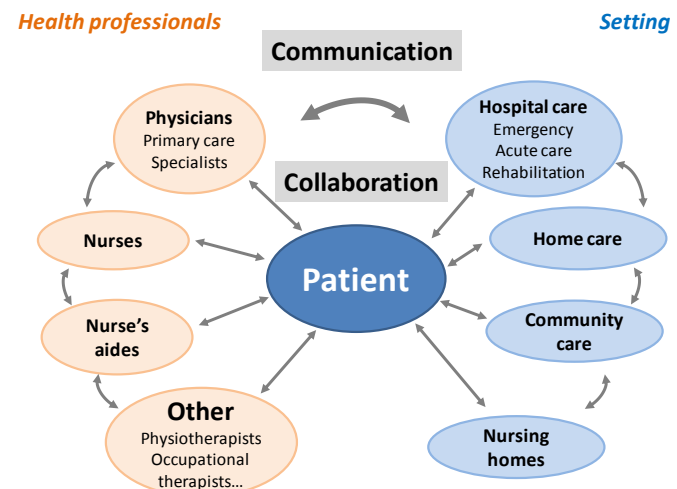 Health professionals
Setting
Communication
Physicians
Primary care
Specialists
Hospital care
Emergency
Acute care
Rehabilitation
Collaboration
Nurses
Home care
Patient
Nurse's
aides
Community
care
Other
Physiotherapists
Occupational
therapists...
Nursing
homes